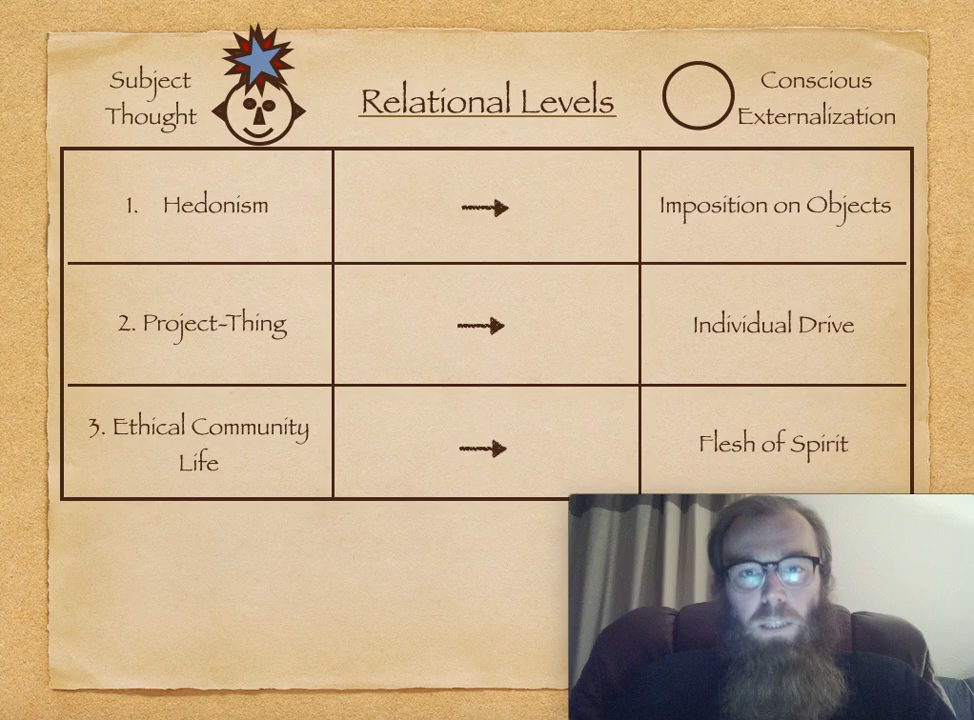 Subject
Thought
Relational Levels
Conscious
Externalization
1. Hedonism
Imposition on Objects
2. Project-Thing
Individual Drive
3. Ethical Community
Life
Flesh of Spirit